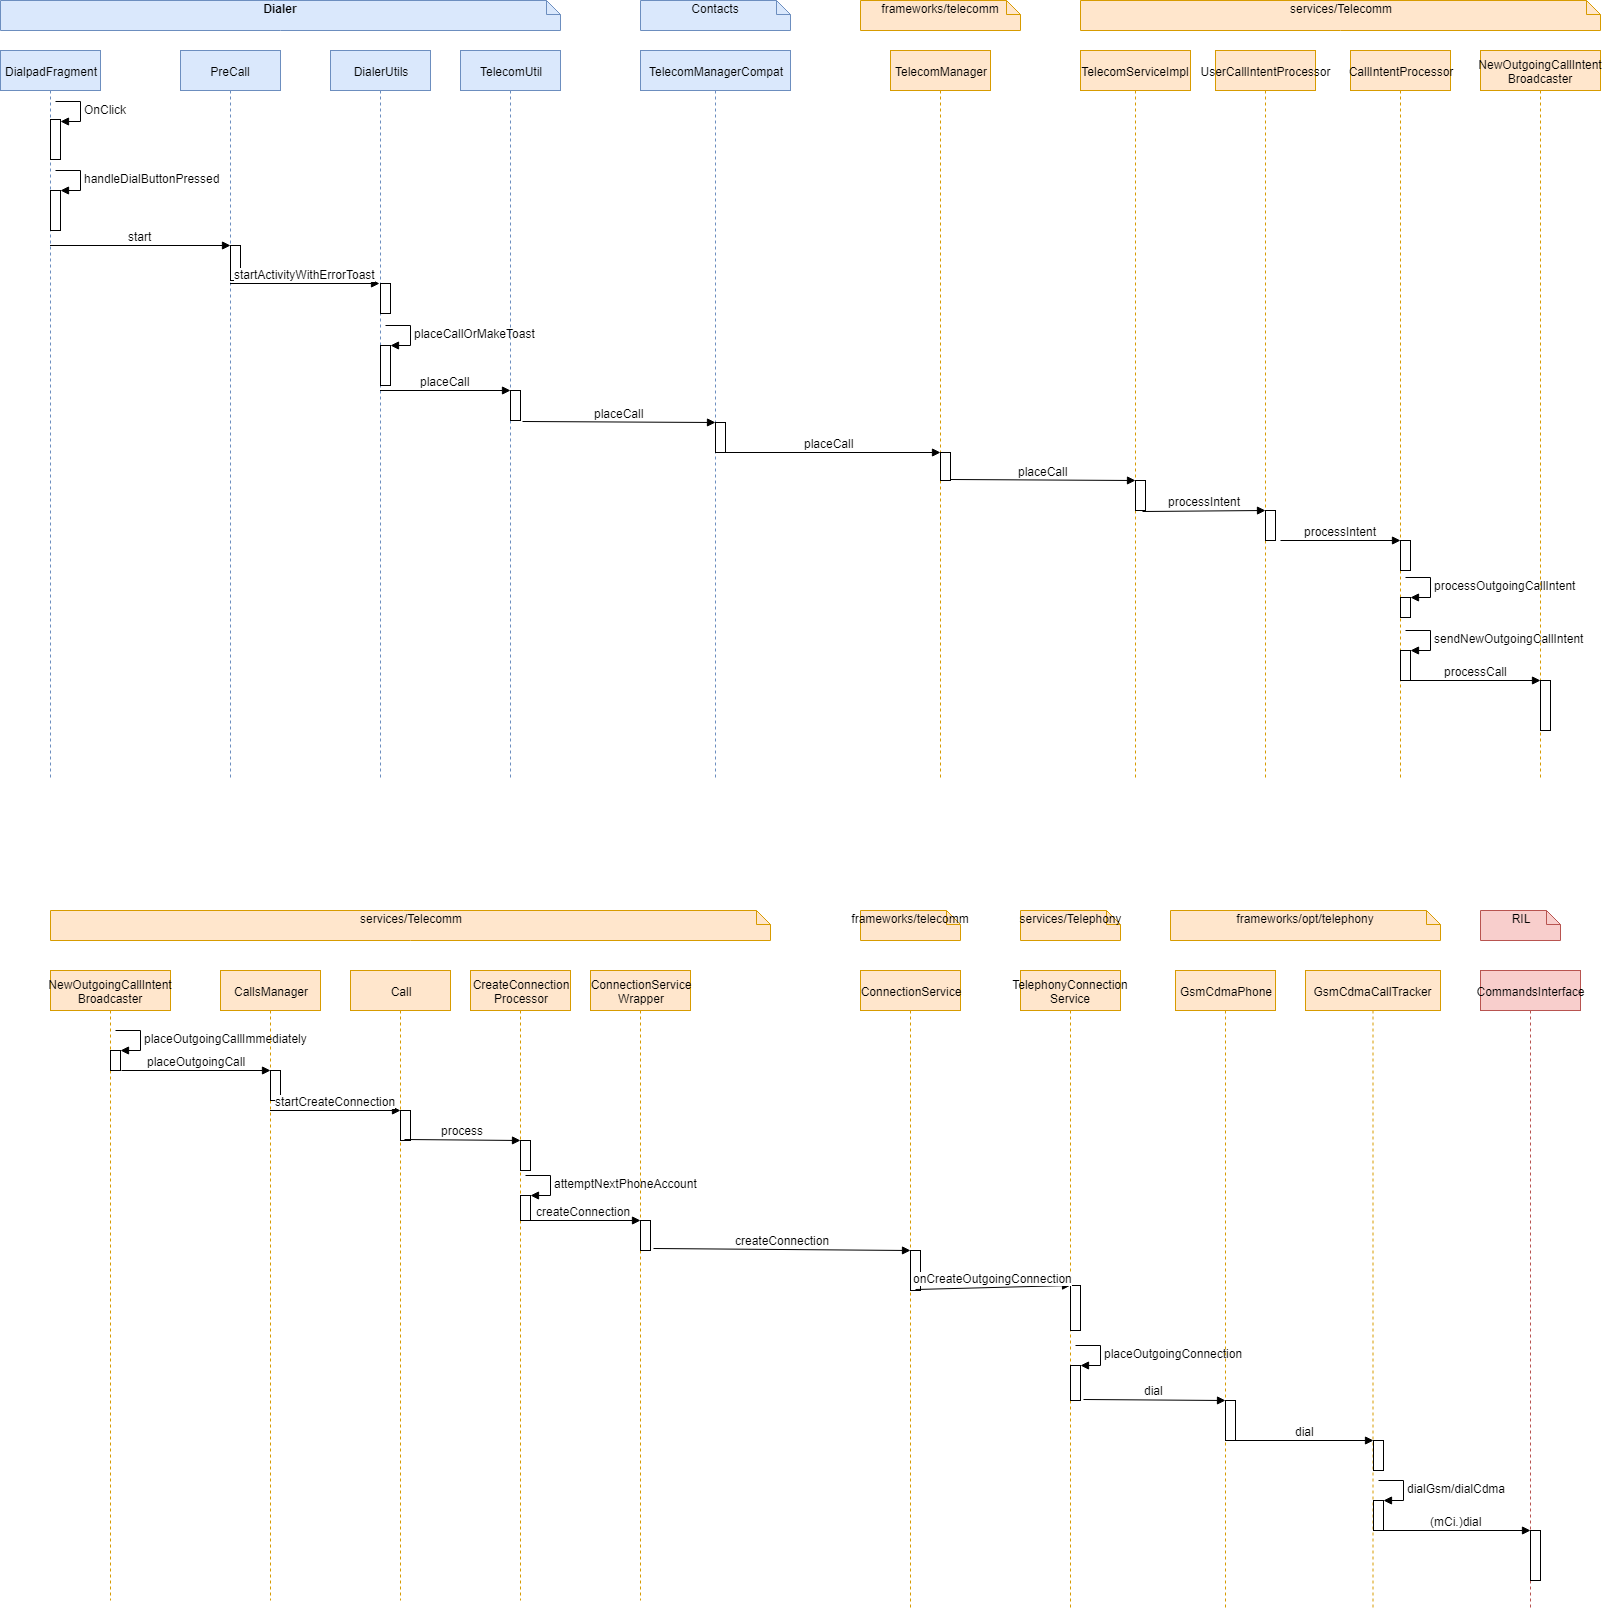 Dialer
Contacts
frameworks/telecomm
services/Telecomm
DialpadFragment
PreCall
DialerUtils
TelecomUtil
TelecomManagerCompat
TelecomManager
TelecomServiceImpl
UserCallIntentProcessor
CallIntentProcessor
NewOutgoingCallIntent
Broadcaster
OnClick
handleDialButtonPressed
start
startActivityWithErrorToast
placeCallOrMakeToast
placeCall
placeCall
placeCall
placeCall
processIntent
processIntent
processOutgoingCallIntent
sendNewOutgoingCallIntent
processCall
services/Telecomm
frameworks/telecomm
services/Telephony
frameworks/opt/telephony
RIL
NewOutgoingCallIntent
Broadcaster
CallsManager
Call
CreateConnection
Processor
ConnectionService
Wrapper
ConnectionService
TelephonyConnection
Service
GsmCdmaPhone
GsmCdmaCallTracker
CommandsInterface
placeOutgoingCallImmediately
placeOutgoingCall
startCreateConnection
process
attemptNextPhoneAccount
createConnection
createConnection
onCreateOutgoingConnection
placeOutgoingConnection
dial
dial
dialGsm/dialCdma
(mCi.)dial